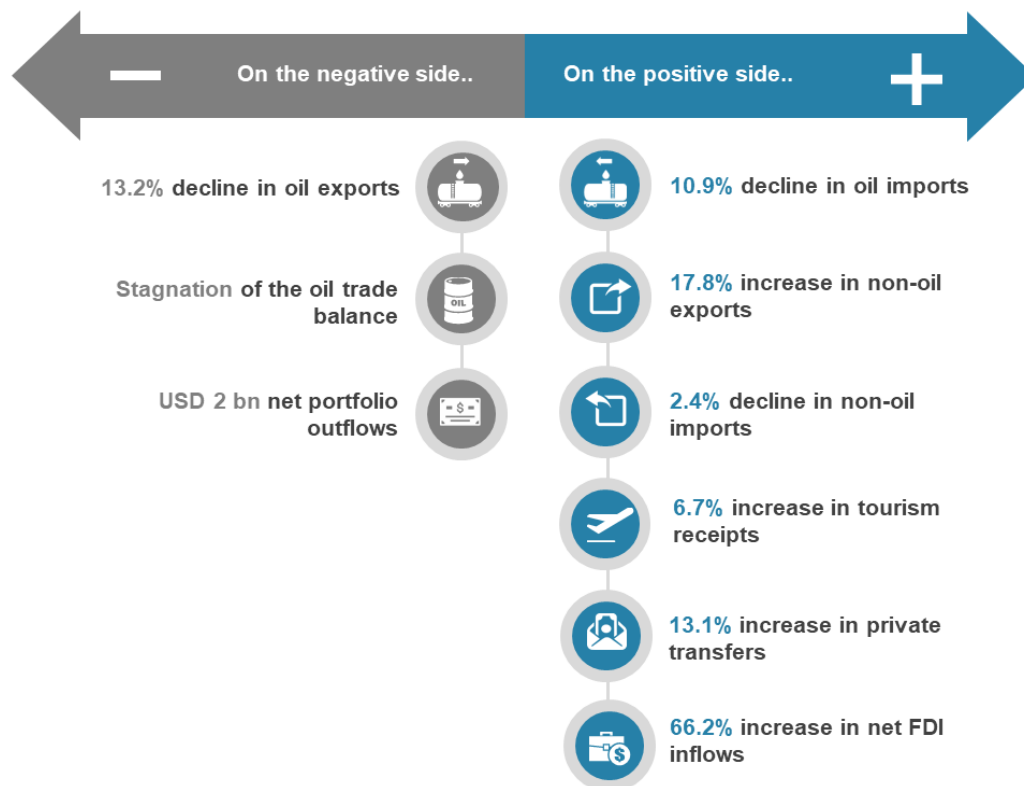 On the negative side..
On the positive side..
13.2% decline in oil exports
Stagnation of the oil trade
balance
OIL
USD 2 bn net portfolio
outflows
$
10.9% decline in oil imports
17.8% increase in non-oil
exports
2.4% decline in non-oil
imports
6.7% increase in tourism
receipts
13.1% increase in private
transfers
66.2% increase in net FDI
inflows
$